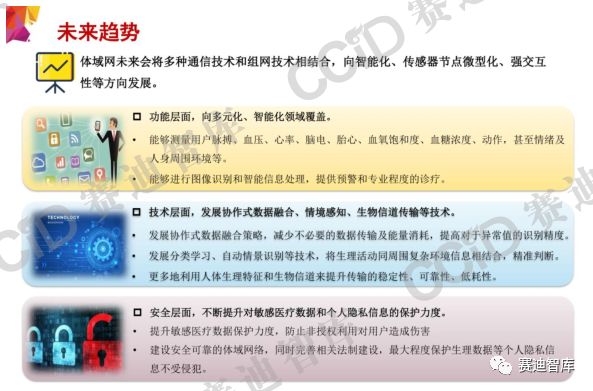 未来趋势
体域网未来会将多种通信技术和组网技术相结合，向智能化、传感器节点微型化、强交互
性等方向发展。
功能层面，向多元化、智能化领域覆盖。
• 能够测量用户脉搏、血压、心率、脑电、胎心、血氧饱和度、血糖浓度、动作，甚至情绪及
人身周围环境等。
• 能够进行图像识别和智能信息处理，提供预警和专业程度的诊疗。
TECHNOLOGY
技术层面，发展协作式数据融合、情境感知、生物信道传输等技术。
• 发展协作式数据融合策略，减少不必要的数据传输及能量消耗，提高对于异常值的识别精度。
• 发展分类学习、自动情景识别等技术，将生理活动同周围复杂环境信息相结合，精准判断。
• 更多地利用人体生理特征和生物信道来提升传输的稳定性、可靠性、低耗性。
安全层面，不断提升对敏感医疗数据和个人隐私信息的保护力度。
• 提升敏感医疗数据保护力度，防止非授权利用对用户造成伤害
• 建设安全可靠的体域网络，同时完善相关法制建设，最大程度保护生理数据等个人隐私信
息不受侵犯。
CCID 赛迪智库
赛迪智库